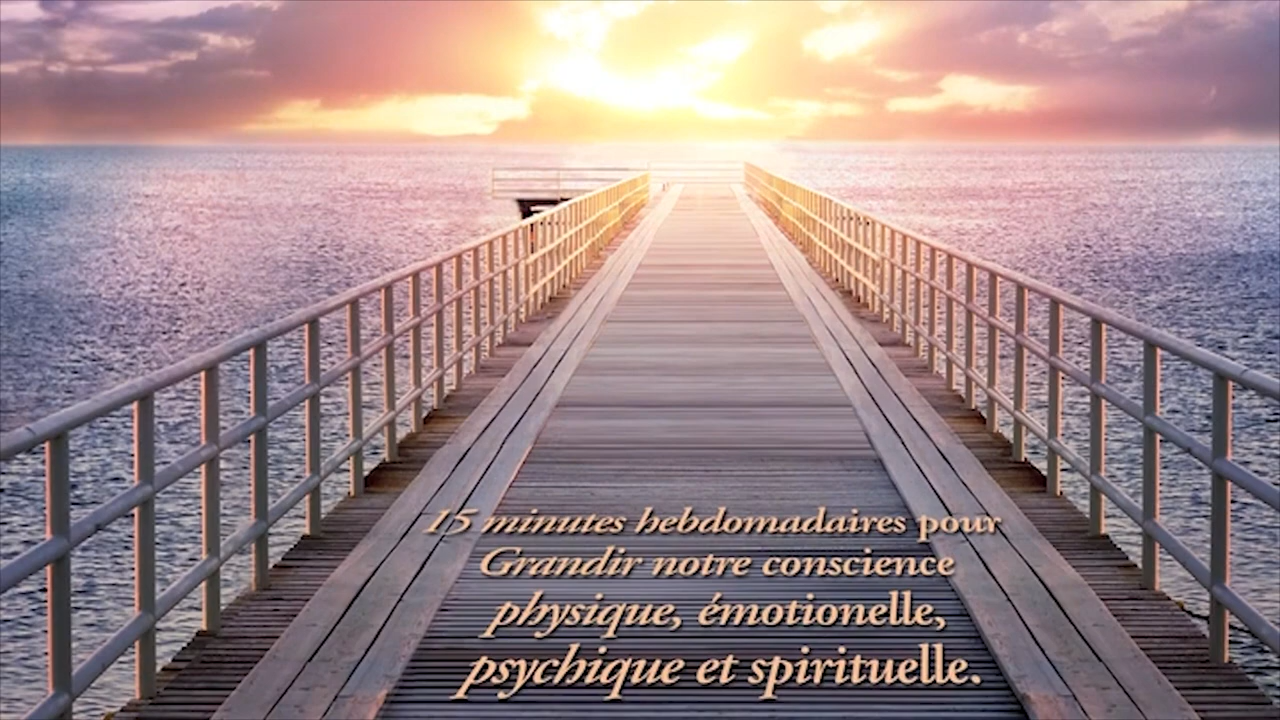 15 minutes hebdomadaires pour
Grandir notre conscience
physique, émotionelle,
psychique et spirituelle.